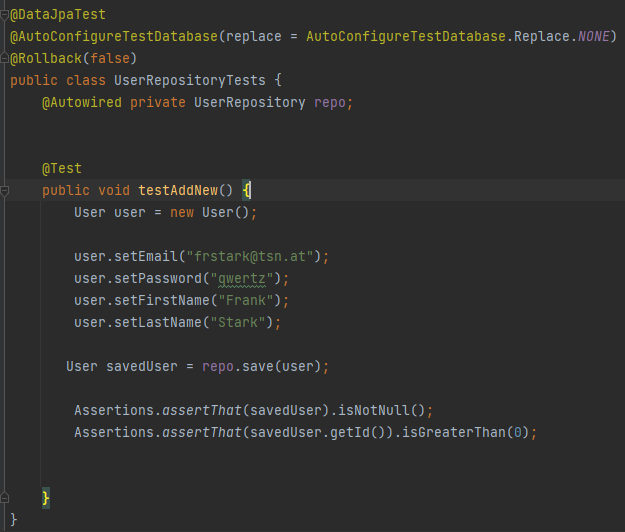 @DataJpaTest
@AutoConfigureTestDatabase(replace = AutoConfigureTestDatabase.Replace.NONE)
@Rollback(false)
public class UserRepositoryTests {
    @Autowired private UserRepository repo;
    @Test
    public void testAddNew() {
        User user = new User();
        user.setEmail("frstark@tsn.at");
        user.setPassword("qwertz");
        user.setFirstName("Frank");
        user.setLastName("Stark");
       User savedUser = repo.save(user);
        Assertions.assertThat(savedUser).isNotNull();
        Assertions.assertThat(savedUser.getId()).isGreaterThan(0);
    }
}